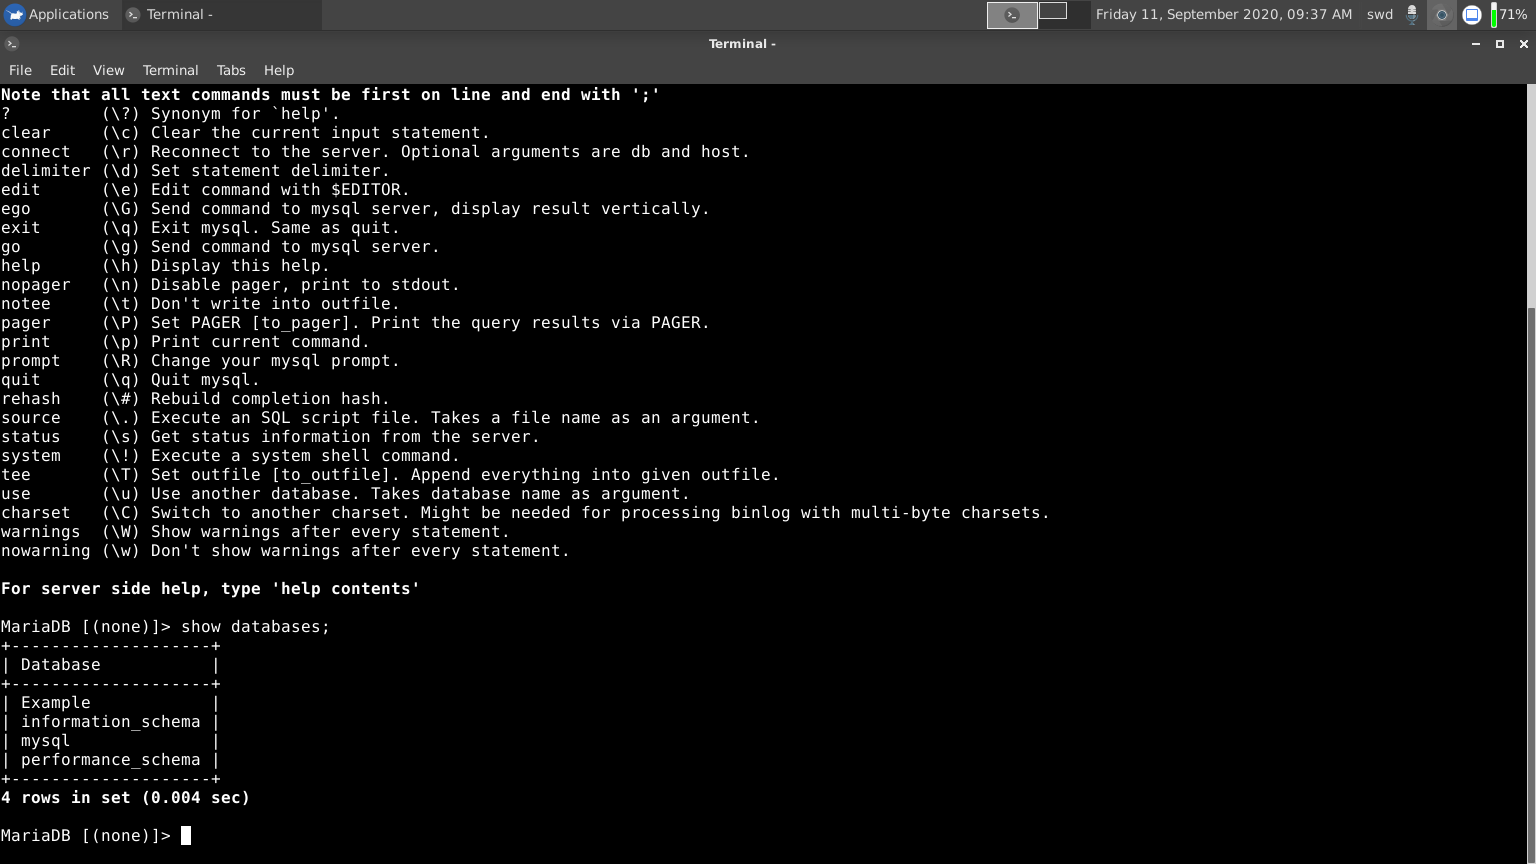 Applications
Terminal -
Friday 11, September 2020, 09:37 AM
swd
71%
Terminal -
File Edit View Terminal Tabs Help
Note that all text commands must be first on line and end with ';'
?         (\?) Synonym for `help'.
clear     (\c) Clear the current input statement.
connect   (\r) Reconnect to the server. Optional arguments are db and host.
delimiter (\d) Set statement delimiter.
edit      (\e) Edit command with $EDITOR.
ego       (\G) Send command to mysql server, display result vertically.
exit      (\q) Exit mysql. Same as quit.
go        (\g) Send command to mysql server.
help      (\h) Display this help.
nopager   (\n) Disable pager, print to stdout.
notee     (\t) Don't write into outfile.
pager     (\P) Set PAGER [to_pager]. Print the query results via PAGER.
print     (\p) Print current command.
prompt    (\R) Change your mysql prompt.
quit      (\q) Quit mysql.
rehash    (\#) Rebuild completion hash.
source    (\.) Execute an SQL script file. Takes a file name as an argument.
status    (\s) Get status information from the server.
system    (\!) Execute a system shell command.
tee       (\T) Set outfile [to_outfile]. Append everything into given outfile.
use       (\u) Use another database. Takes database name as argument.
charset   (\C) Switch to another charset. Might be needed for processing binlog with multi-byte charsets.
warnings  (\W) Show warnings after every statement.
nowarning (\w) Don't show warnings after every statement.
For server side help, type 'help contents'
MariaDB [(none)]> show databases;
+--------------------+
| Database           |
+--------------------+
| Example            |
| information_schema |
| mysql              |
| performance_schema |
+--------------------+
4 rows in set (0.004 sec)
MariaDB [(none)]>